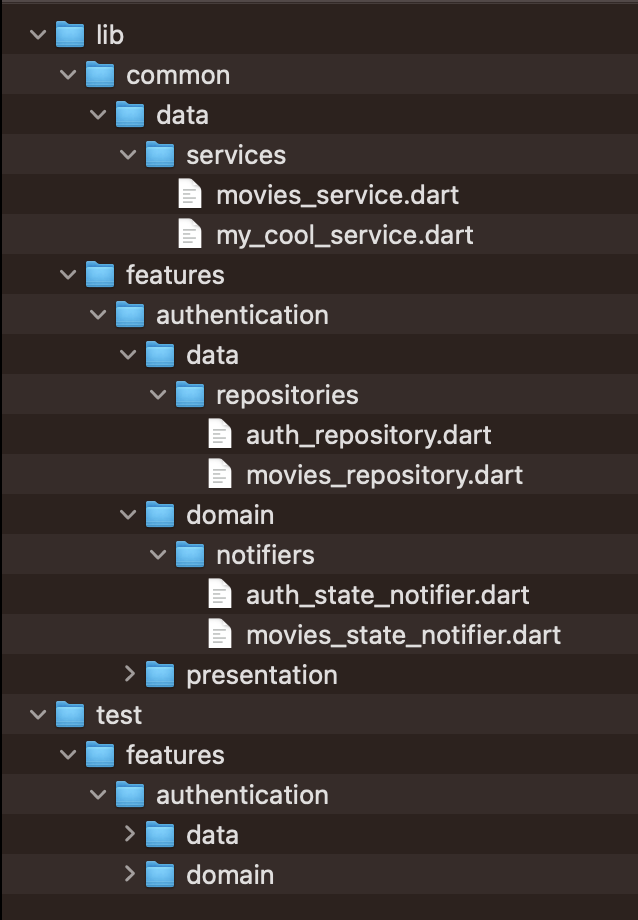 lib
common
data
services
movies_service.dart
my_cool_service.dart
features
authentication
data
repositories
auth_repository.dart
movies_repository.dart
domain
notifiers
auth_state_notifier.dart
movies_state_notifier.dart
presentation
test
features
authentication
data
domain